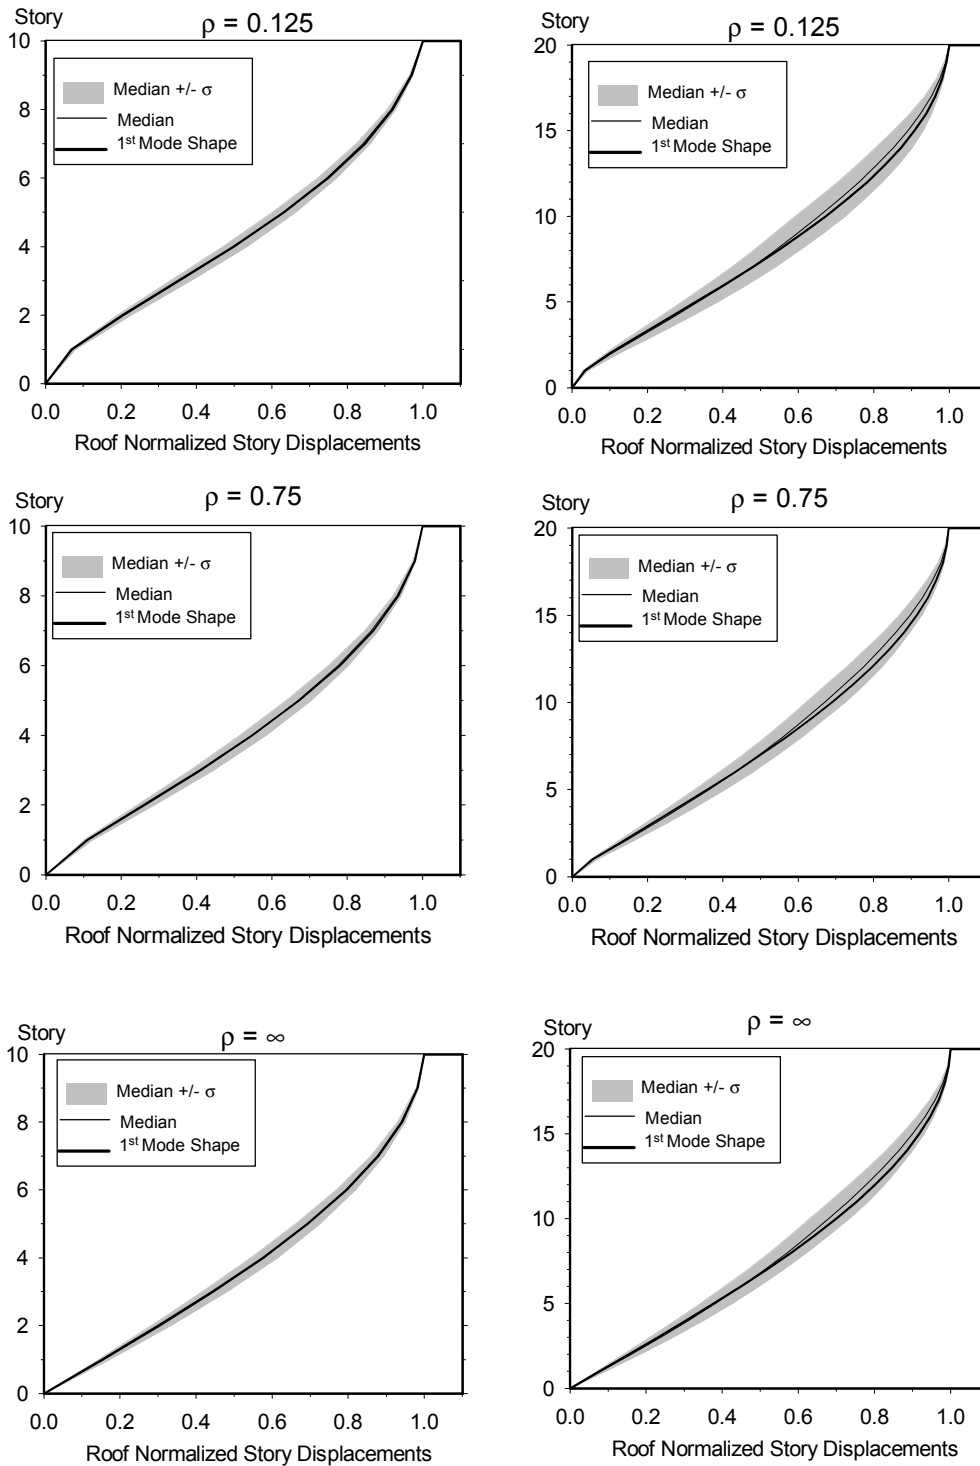 Story
ρ = 0.125
10
8
6
4
2
0
Median +/- σ
Median
1st Mode Shape
0.0 0.2 0.4 0.6 0.8 1.0
Roof Normalized Story Displacements
Story
ρ = 0.125
20
15
10
5
0
Median +/- σ
Median
1st Mode Shape
0.0 0.2 0.4 0.6 0.8 1.0
Roof Normalized Story Displacements
Story
ρ = 0.75
10
8
6
4
2
0
Median +/- σ
Median
1st Mode Shape
0.0 0.2 0.4 0.6 0.8 1.0
Roof Normalized Story Displacements
Story
ρ = 0.75
20
15
10
5
0
Median +/- σ
Median
1st Mode Shape
0.0 0.2 0.4 0.6 0.8 1.0
Roof Normalized Story Displacements
Story
ρ = ∞
10
8
6
4
2
0
Median +/- σ
Median
1st Mode Shape
0.0 0.2 0.4 0.6 0.8 1.0
Roof Normalized Story Displacements
Story
ρ = ∞
20
15
10
5
0
Median +/- σ
Median
1st Mode Shape
0.0 0.2 0.4 0.6 0.8 1.0
Roof Normalized Story Displacements